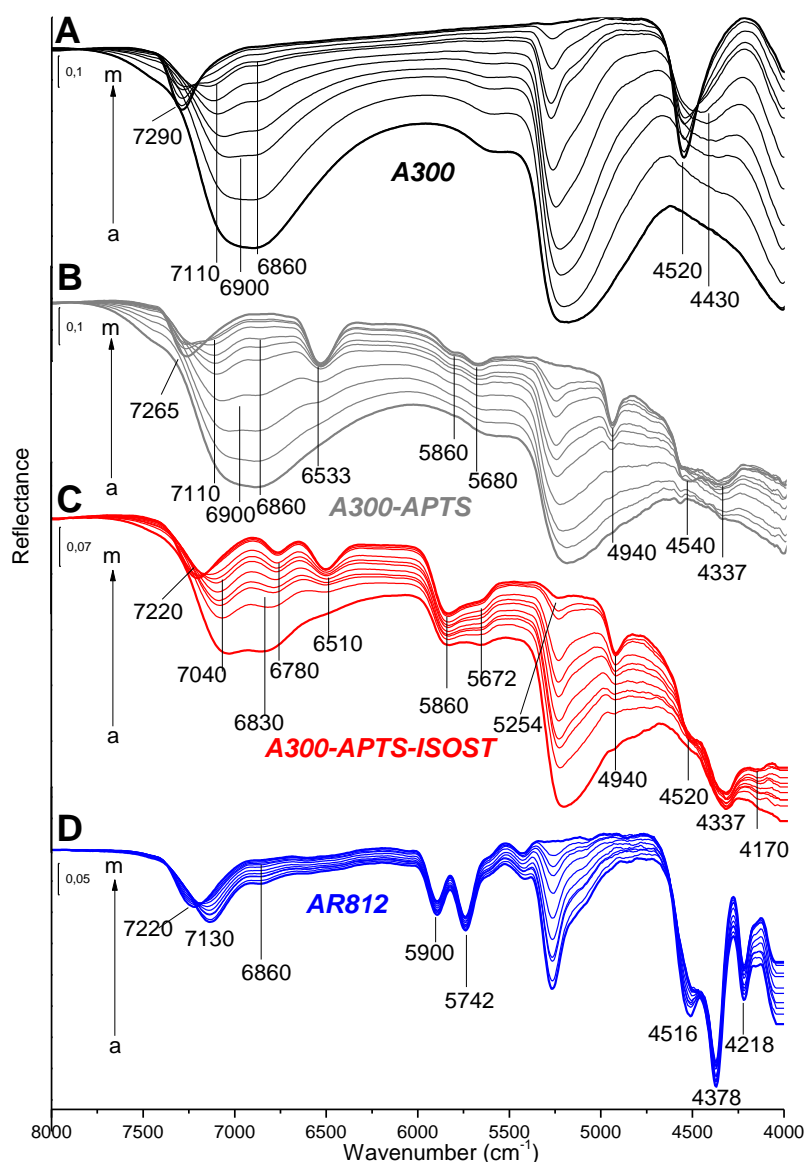 A
0,1
m
7290
A300
a
7110
6900
6860
4520
4430
B
0,1
m
7265
a
7110
6900
6860
6533
5860
5680
4940
4540
4337
A300-APTS
C
0,07
m
7220
7040
6830
6780
6510
5860
5672
5254
4940
4520
4337
4170
a
A300-APTS-ISOST
D
0,05
m
7220
7130
6860
AR812
5900
5742
4516
4378
4218
a
Reflectance
8000 7500 7000 6500 6000 5500 5000 4500 4000
Wavenumber (cm⁻¹)